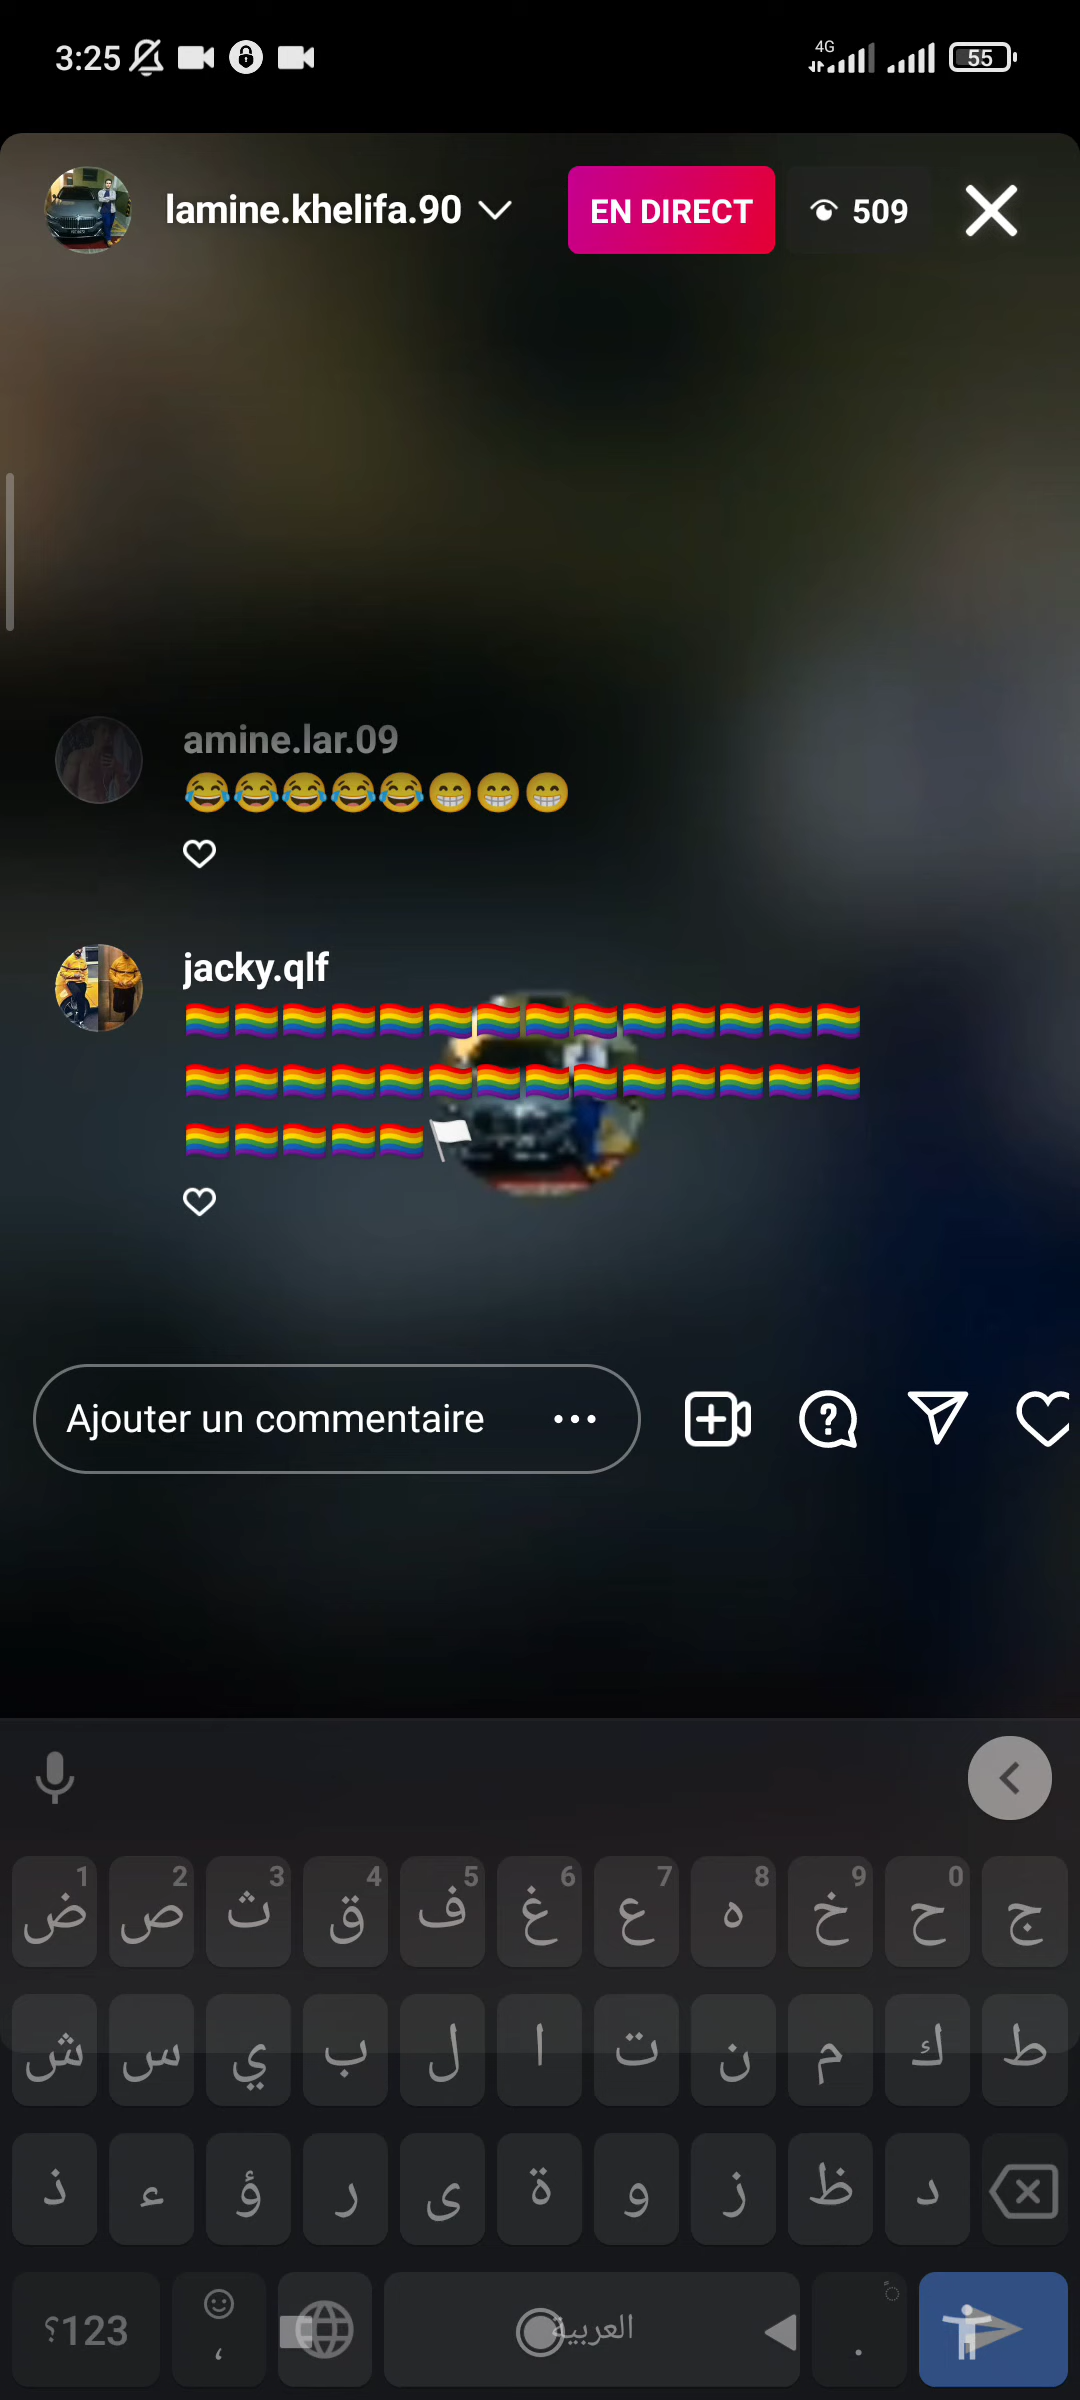 3:25
4G
55
lamine.khelifa.90
EN DIRECT
509
amine.lar.09
😂😂😂😂😂😁😁😁
jacky.qlf
🏳️‍🌈🏳️‍🌈🏳️‍🌈🏳️‍🌈🏳️‍🌈🏳️‍🌈🏳️‍🌈🏳️‍🌈🏳️‍🌈🏳️‍🌈🏳️‍🌈🏳️‍🌈🏳️‍🌈🏳️‍🌈
🏳️‍🌈🏳️‍🌈🏳️‍🌈🏳️‍🌈🏳️‍🌈🏳️‍🌈🏳️‍🌈🏳️‍🌈🏳️‍🌈🏳️‍🌈🏳️‍🌈🏳️‍🌈🏳️‍🌈🏳️‍🌈
🏳️‍🌈🏳️‍🌈🏳️‍🌈🏳️‍🌈🏳️‍🌈🏳
Ajouter un commentaire
1 2 3 4 5 6 7 8 9 0
ض ص ث ق ف غ ع ه خ ح ج
ش س ي ب ل ا ت ن م ك ط
ذ ء ؤ ر ى ة و ز ظ د
؟123 ، العربية .